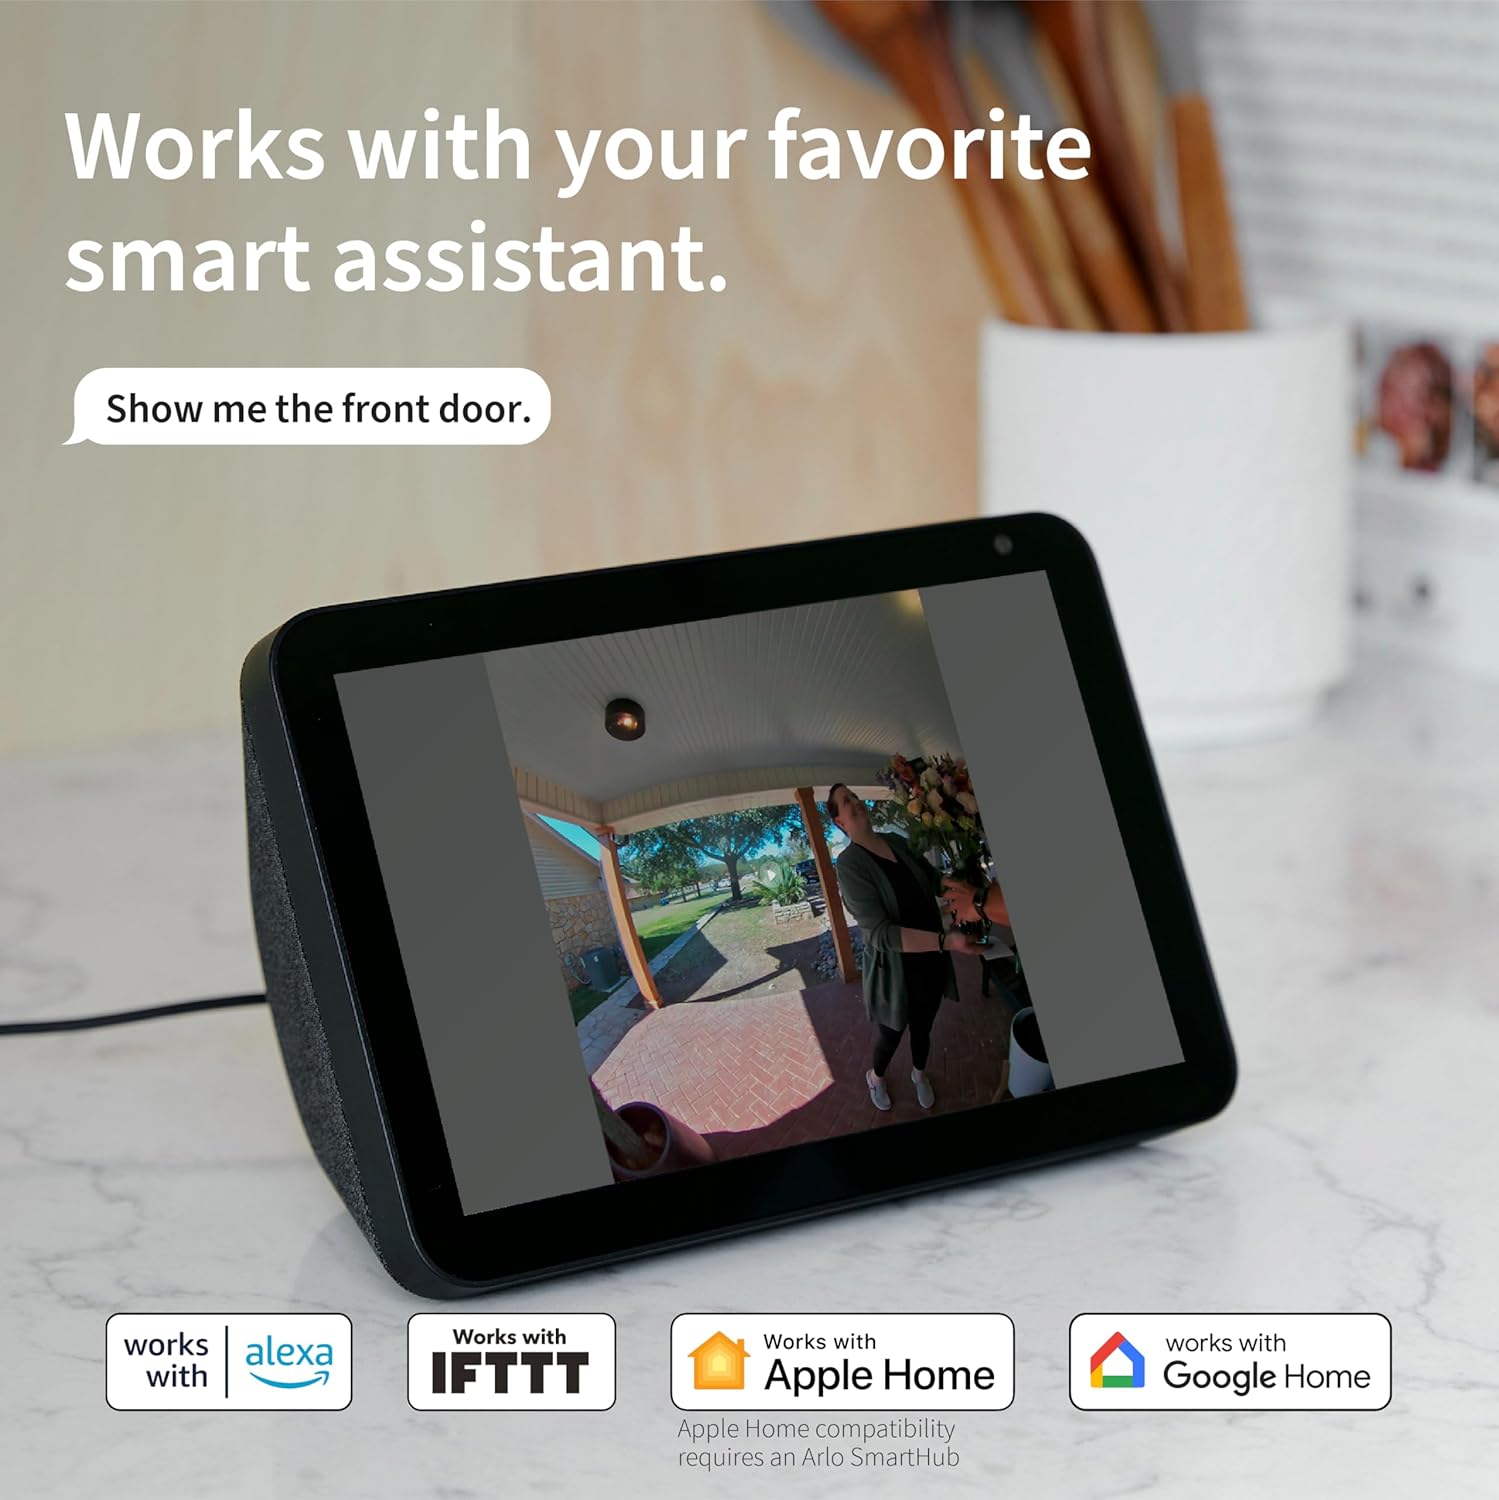 Works with your favorite
smart assistant.
Show me the front door.
works
with
alexa
Works with
IFTTT
Works with
Apple Home
works with
Google Home
Apple Home compatibility
requires an Arlo SmartHub